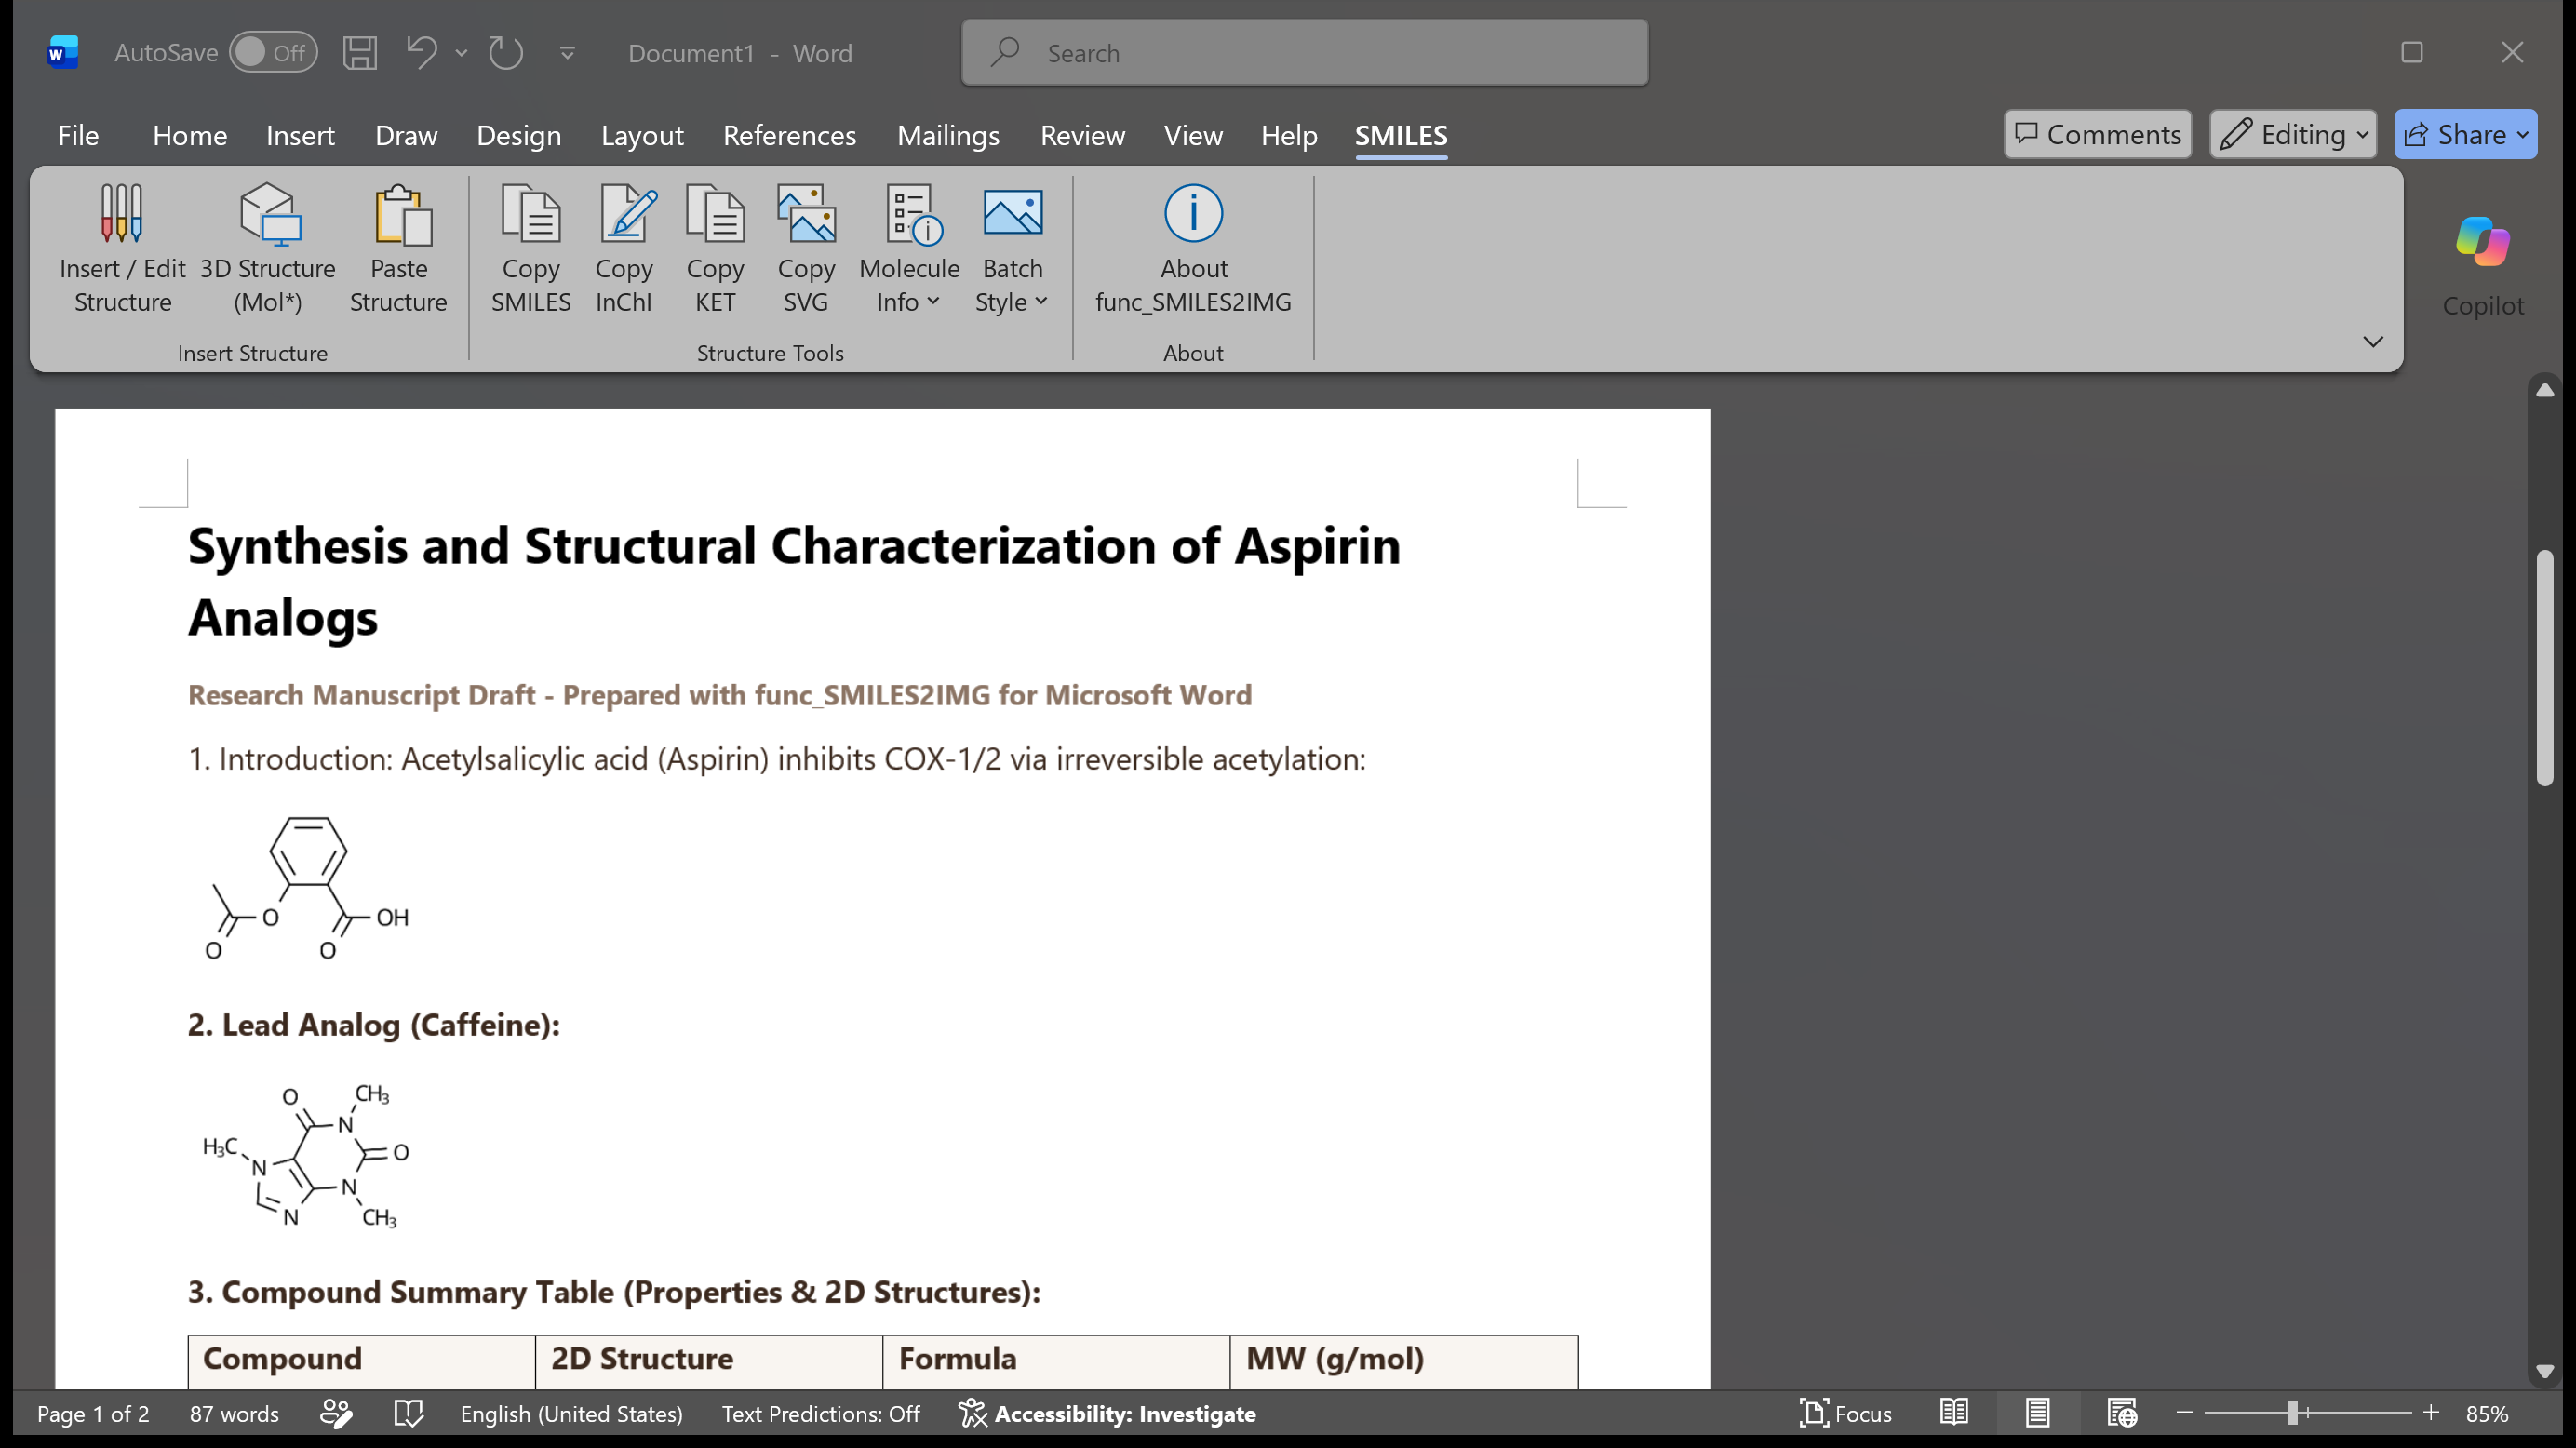 AutoSave Off Document1 - Word Search
File Home Insert Draw Design Layout References Mailings Review View Help SMILES Comments Editing Share
Insert / Edit Structure
3D Structure (Mol*)
Paste Structure
Copy SMILES
Copy InChI
Copy KET
Copy SVG
Molecule Info
Batch Style
About func_SMILES2IMG
Copilot
Insert Structure Structure Tools About
Synthesis and Structural Characterization of Aspirin
Analogs
Research Manuscript Draft - Prepared with func_SMILES2IMG for Microsoft Word
1. Introduction: Acetylsalicylic acid (Aspirin) inhibits COX-1/2 via irreversible acetylation:
O OH
O O
2. Lead Analog (Caffeine):
O CH₃
N
H₃C O
N
N
N CH₃
3. Compound Summary Table (Properties & 2D Structures):
Compound 2D Structure Formula MW (g/mol)
Page 1 of 2 87 words English (United States) Text Predictions: Off Accessibility: Investigate Focus 85%